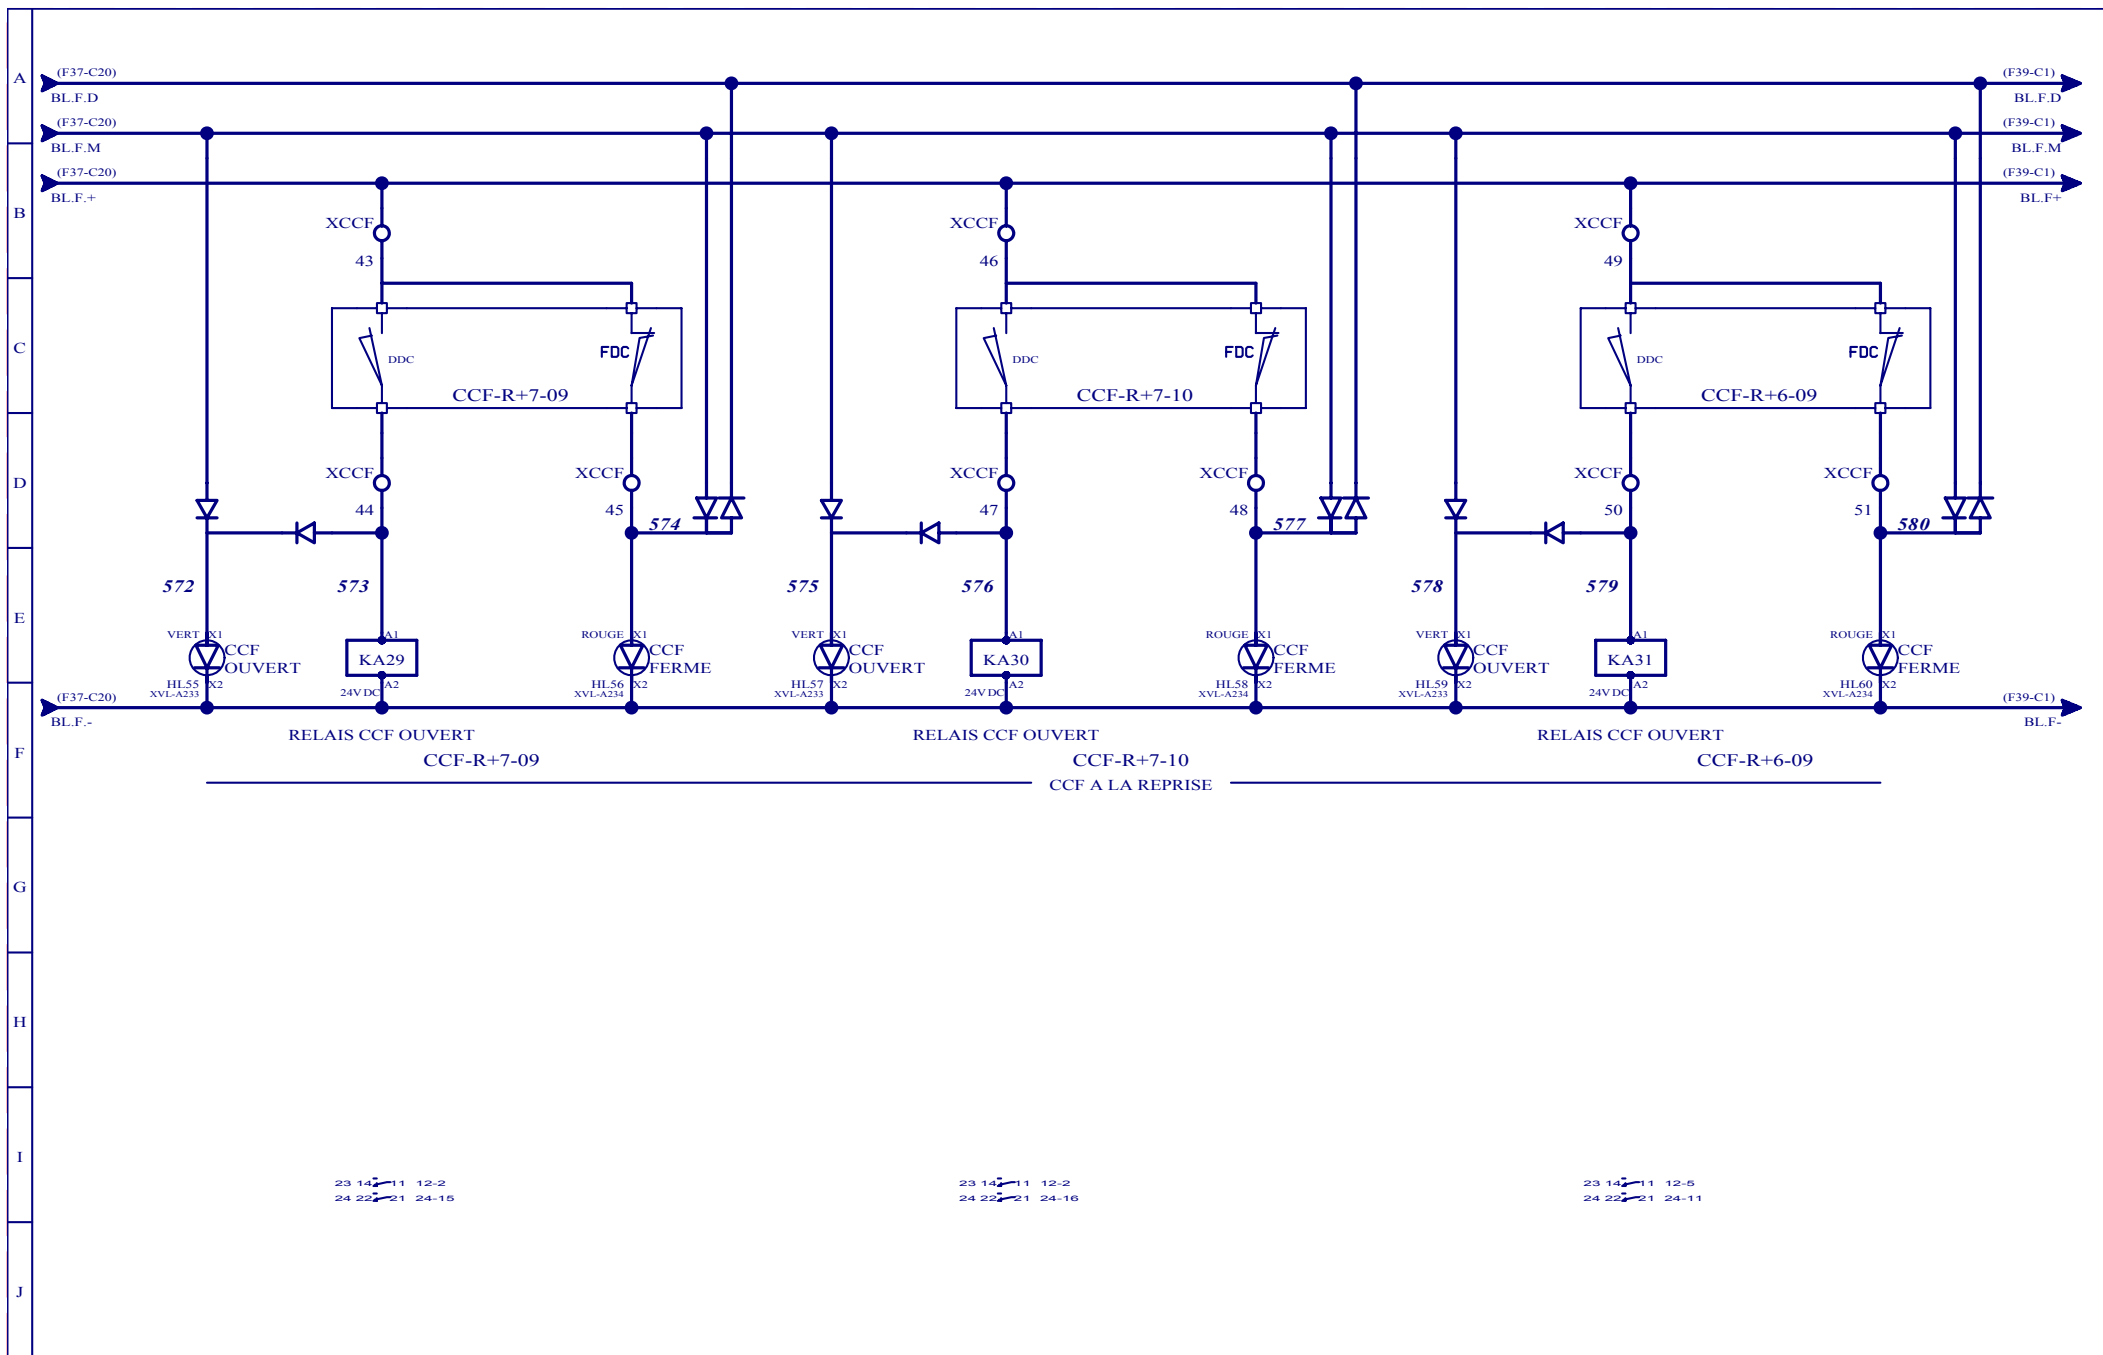 A
(F37-C20)
(F39-C1)
BL.F.D
BL.F.D
(F37-C20)
(F39-C1)
BL.F.M
BL.F.M
(F37-C20)
(F39-C1)
BL.F.+
BL.F+
B
XCCF
XCCF
XCCF
43
46
49
C
DDC
FDC
DDC
FDC
DDC
FDC
CCF-R+7-09
CCF-R+7-10
CCF-R+6-09
D
XCCF
XCCF
XCCF
XCCF
XCCF
XCCF
44
45
47
48
50
51
574
577
580
572
573
575
576
578
579
E
VERT X1
A1
ROUGE X1
VERT X1
A1
ROUGE X1
VERT X1
A1
ROUGE X1
CCF
CCF
CCF
CCF
CCF
CCF
OUVERT
KA29
FERME
OUVERT
KA30
FERME
OUVERT
KA31
FERME
HL55 X2
A2
HL56 X2
HL57 X2
A2
HL58 X2
HL59 X2
A2
HL60 X2
XVL-A233
24V DC
XVL-A234
XVL-A233
24V DC
XVL-A234
XVL-A233
24V DC
XVL-A234
(F37-C20)
(F39-C1)
BL.F.-
BL.F-
F
RELAIS CCF OUVERT
RELAIS CCF OUVERT
RELAIS CCF OUVERT
CCF-R+7-09
CCF-R+7-10
CCF-R+6-09
CCF A LA REPRISE
G
H
I
23 14 11 12-2
23 14 11 12-2
23 14 11 12-5
24 22 21 24-15
24 22 21 24-16
24 22 21 24-11
J